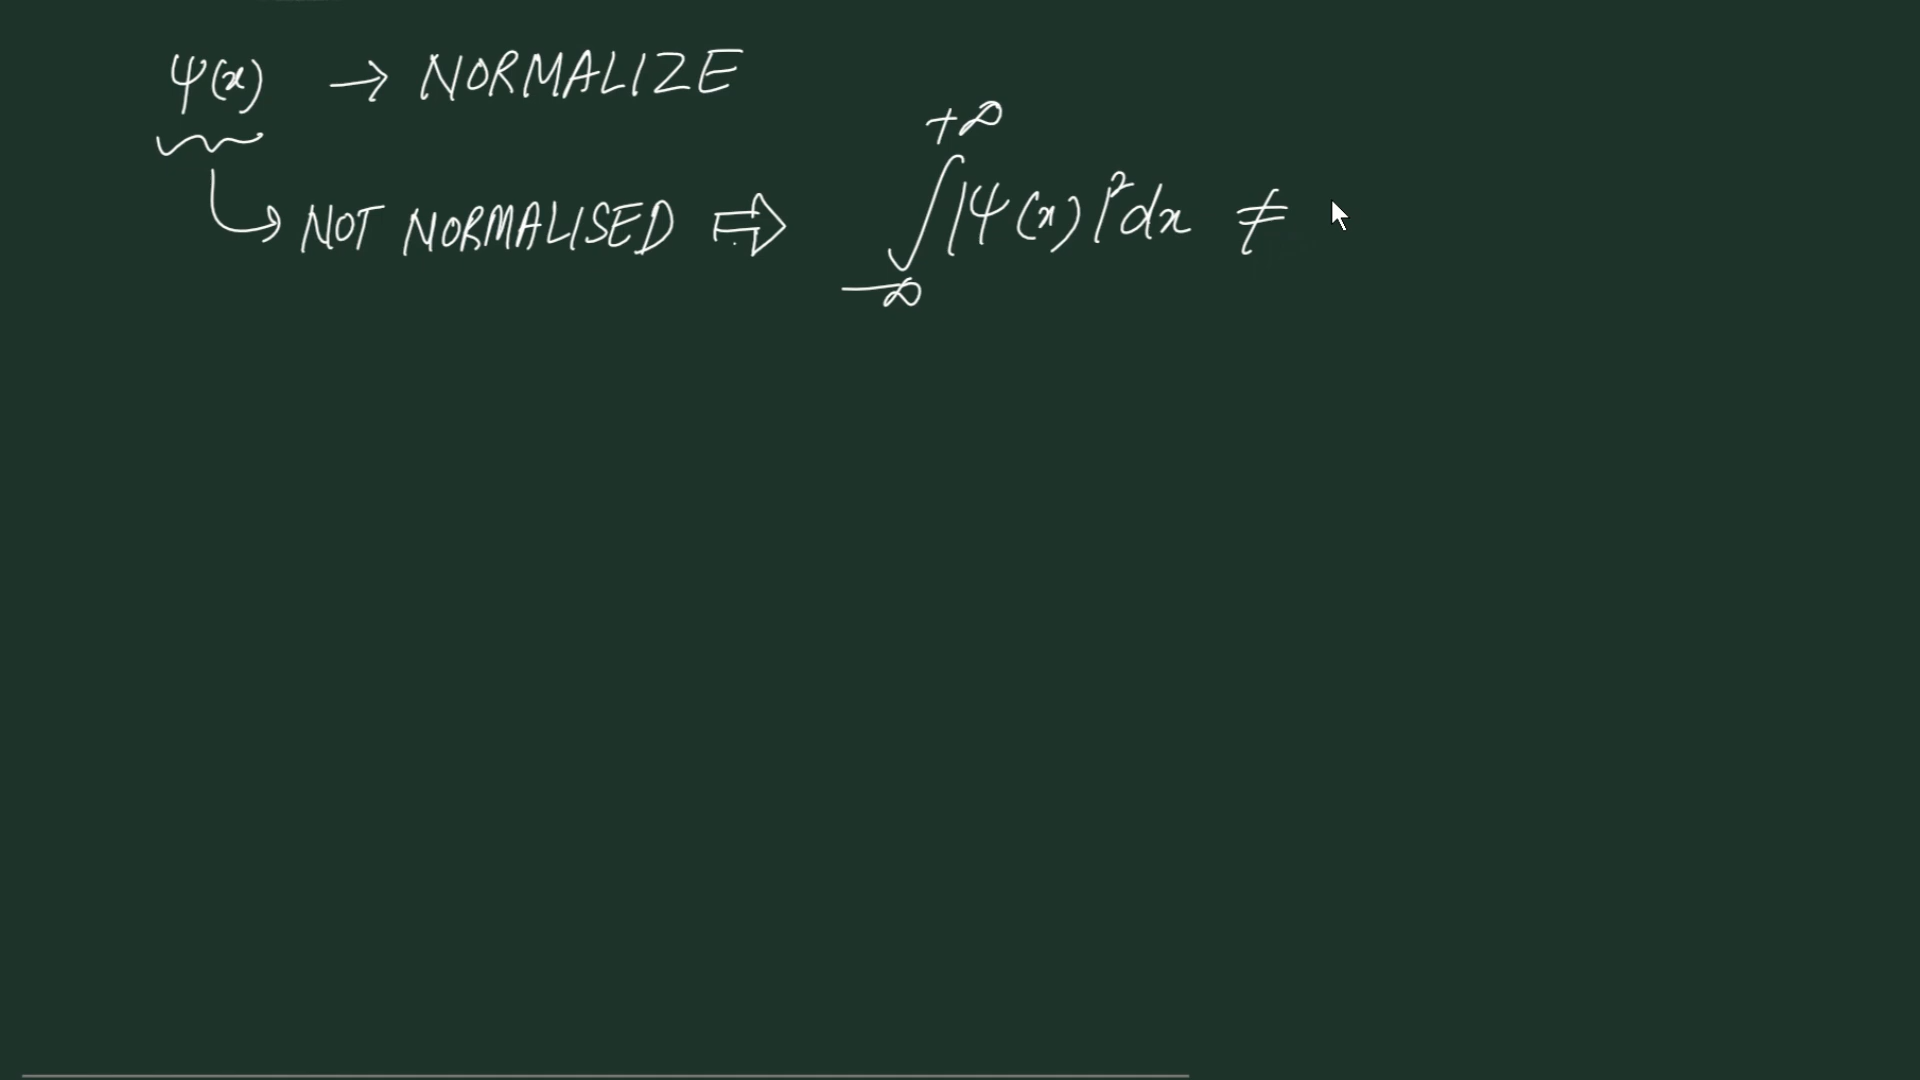 ψ(x) → NORMALIZE
NOT NORMALISED ⇒ ∫_{-∞}^{+∞} |ψ(x)|² dx ≠